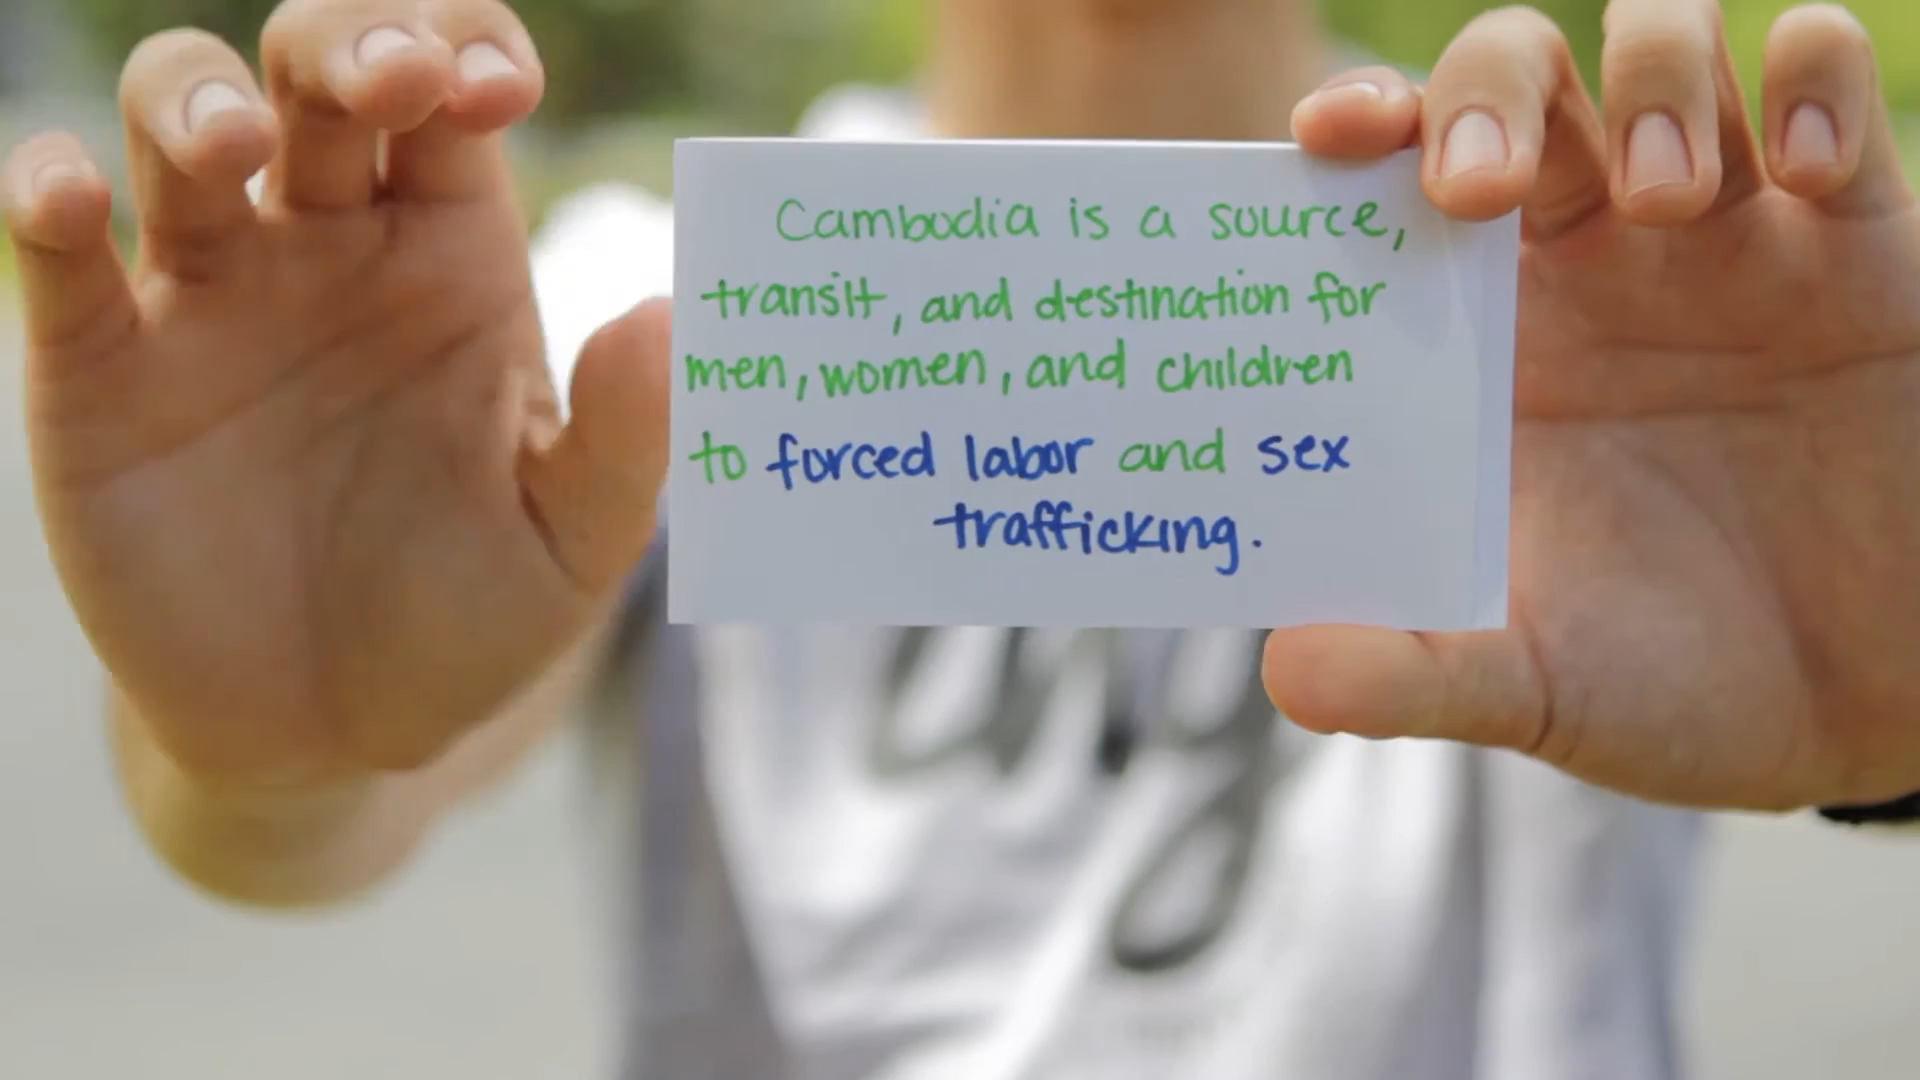 Cambodia is a source,
transit, and destination for
men, women, and children
to forced labor and sex
trafficking.